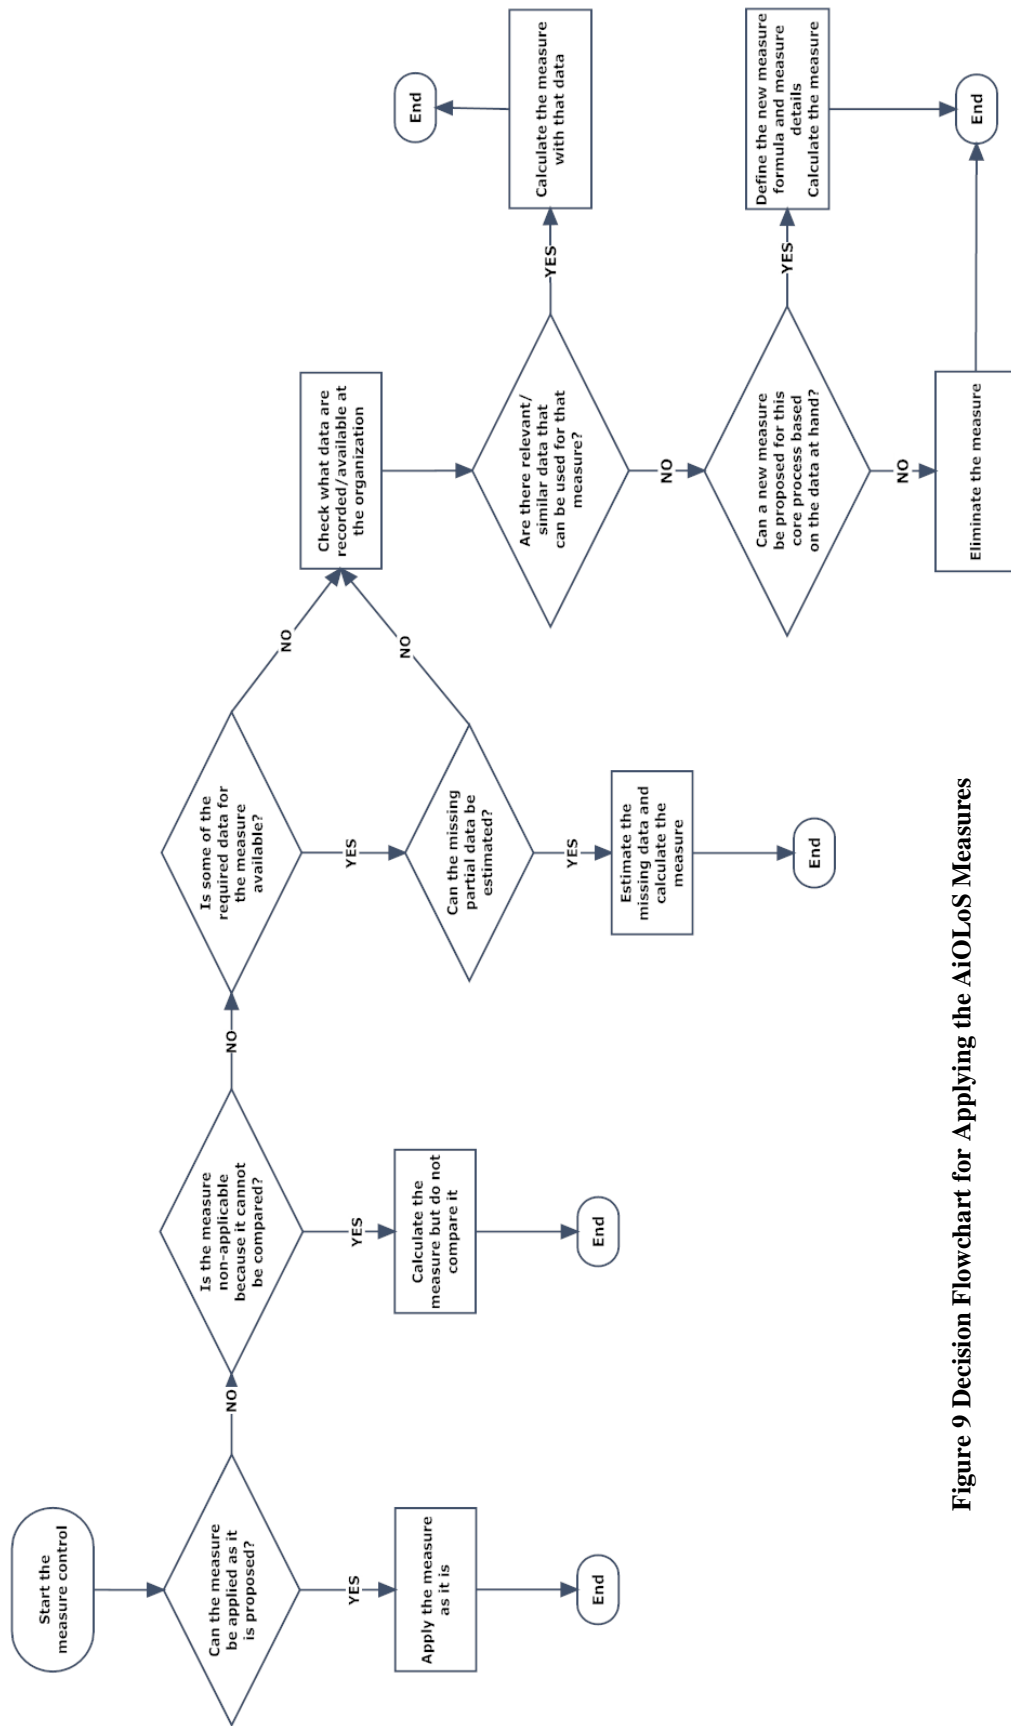 Start the
measure control
Can the measure
be applied as it
is proposed?
NO
YES
Apply the measure
as it is
End
Is the measure
non-applicable
because it cannot
be compared?
NO
YES
Calculate the
measure but do not
compare it
End
Is some of the
required data for
the measure
available?
NO
YES
Can the missing
partial data be
estimated?
NO
YES
Estimate the
missing data and
calculate the
measure
End
Check what data are
recorded/available at
the organization
Are there relevant/
similar data that
can be used for that
measure?
YES
Calculate the measure
with that data
End
NO
Can a new measure
be proposed for this
core process based
on the data at hand?
YES
Define the new measure
formula and measure
details
Calculate the measure
End
NO
Eliminate the measure
Figure 9 Decision Flowchart for Applying the AiOLoS Measures